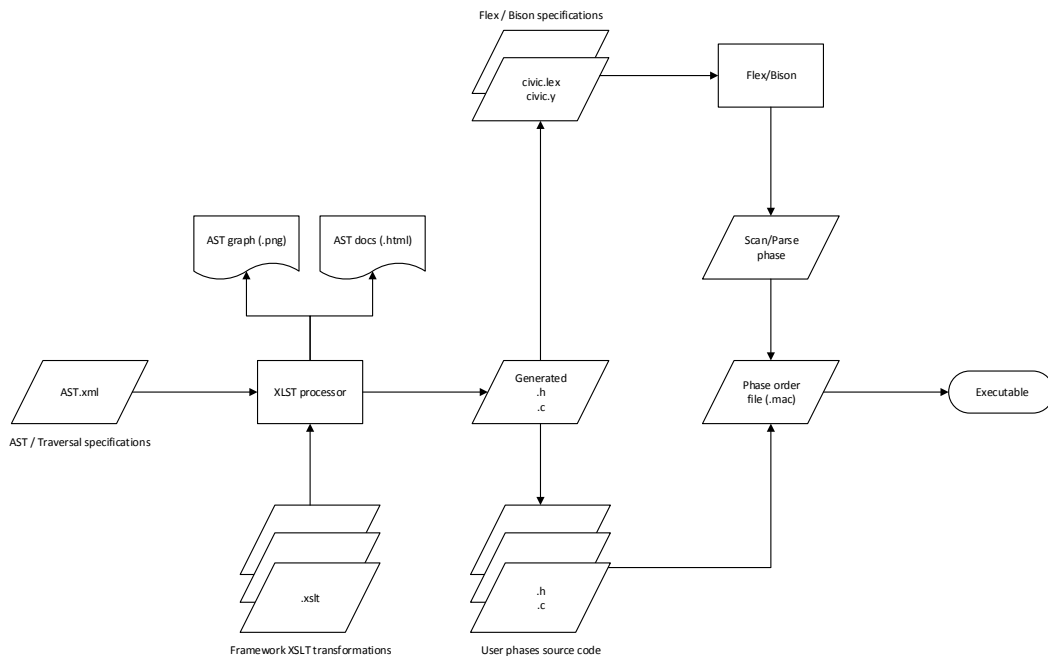 Flex / Bison specifications
civic.lex
civic.y
Flex/Bison
AST graph (.png)
AST docs (.html)
Scan/Parse
phase
AST.xml
XLST processor
Generated
.h
.c
Phase order
file (.mac)
Executable
AST / Traversal specifications
.xslt
.h
.c
Framework XSLT transformations
User phases source code